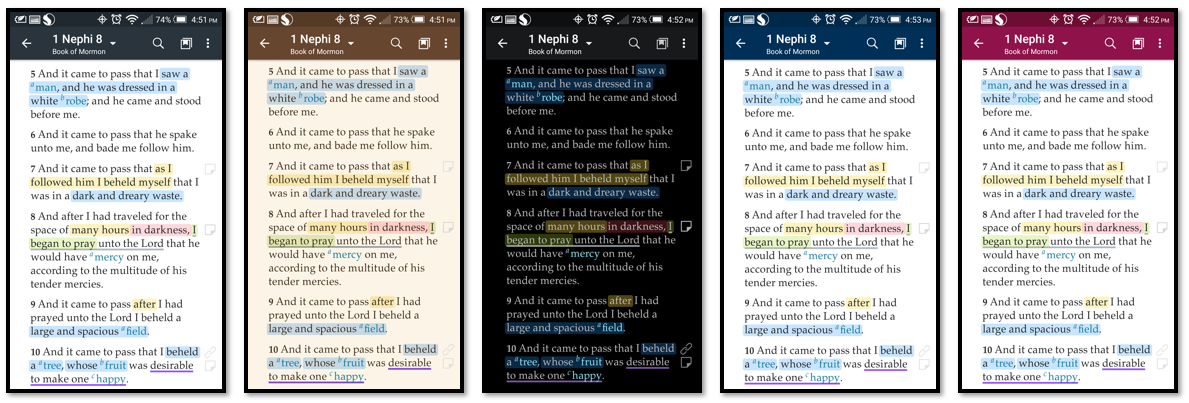 74% 4:51 PM
1 Nephi 8
Book of Mormon
5 And it came to pass that I saw a
a man, and he was dressed in a
white b robe; and he came and stood
before me.
6 And it came to pass that he spake
unto me, and bade me follow him.
7 And it came to pass that as I
followed him I beheld myself that I
was in a dark and dreary waste.
8 And after I had traveled for the
space of many hours in darkness, I
began to pray unto the Lord that he
would have a mercy on me,
according to the multitude of his
tender mercies.
9 And it came to pass after I had
prayed unto the Lord I beheld a
large and spacious a field.
10 And it came to pass that I beheld
a a tree, whose b fruit was desirable
to make one c happy.
73% 4:51 PM
1 Nephi 8
Book of Mormon
5 And it came to pass that I saw a
a man, and he was dressed in a
white b robe; and he came and stood
before me.
6 And it came to pass that he spake
unto me, and bade me follow him.
7 And it came to pass that as I
followed him I beheld myself that I
was in a dark and dreary waste.
8 And after I had traveled for the
space of many hours in darkness, I
began to pray unto the Lord that he
would have a mercy on me,
according to the multitude of his
tender mercies.
9 And it came to pass after I had
prayed unto the Lord I beheld a
large and spacious a field.
10 And it came to pass that I beheld
a a tree, whose b fruit was desirable
to make one c happy.
73% 4:52 PM
1 Nephi 8
Book of Mormon
5 And it came to pass that I saw a
a man, and he was dressed in a
white b robe; and he came and stood
before me.
6 And it came to pass that he spake
unto me, and bade me follow him.
7 And it came to pass that as I
followed him I beheld myself that I
was in a dark and dreary waste.
8 And after I had traveled for the
space of many hours in darkness, I
began to pray unto the Lord that he
would have a mercy on me,
according to the multitude of his
tender mercies.
9 And it came to pass after I had
prayed unto the Lord I beheld a
large and spacious a field.
10 And it came to pass that I beheld
a a tree, whose b fruit was desirable
to make one c happy.
73% 4:53 PM
1 Nephi 8
Book of Mormon
5 And it came to pass that I saw a
a man, and he was dressed in a
white b robe; and he came and stood
before me.
6 And it came to pass that he spake
unto me, and bade me follow him.
7 And it came to pass that as I
followed him I beheld myself that I
was in a dark and dreary waste.
8 And after I had traveled for the
space of many hours in darkness, I
began to pray unto the Lord that he
would have a mercy on me,
according to the multitude of his
tender mercies.
9 And it came to pass after I had
prayed unto the Lord I beheld a
large and spacious a field.
10 And it came to pass that I beheld
a a tree, whose b fruit was desirable
to make one c happy.
73% 4:52 PM
1 Nephi 8
Book of Mormon
5 And it came to pass that I saw a
a man, and he was dressed in a
white b robe; and he came and stood
before me.
6 And it came to pass that he spake
unto me, and bade me follow him.
7 And it came to pass that as I
followed him I beheld myself that I
was in a dark and dreary waste.
8 And after I had traveled for the
space of many hours in darkness, I
began to pray unto the Lord that he
would have a mercy on me,
according to the multitude of his
tender mercies.
9 And it came to pass after I had
prayed unto the Lord I beheld a
large and spacious a field.
10 And it came to pass that I beheld
a a tree, whose b fruit was desirable
to make one c happy.